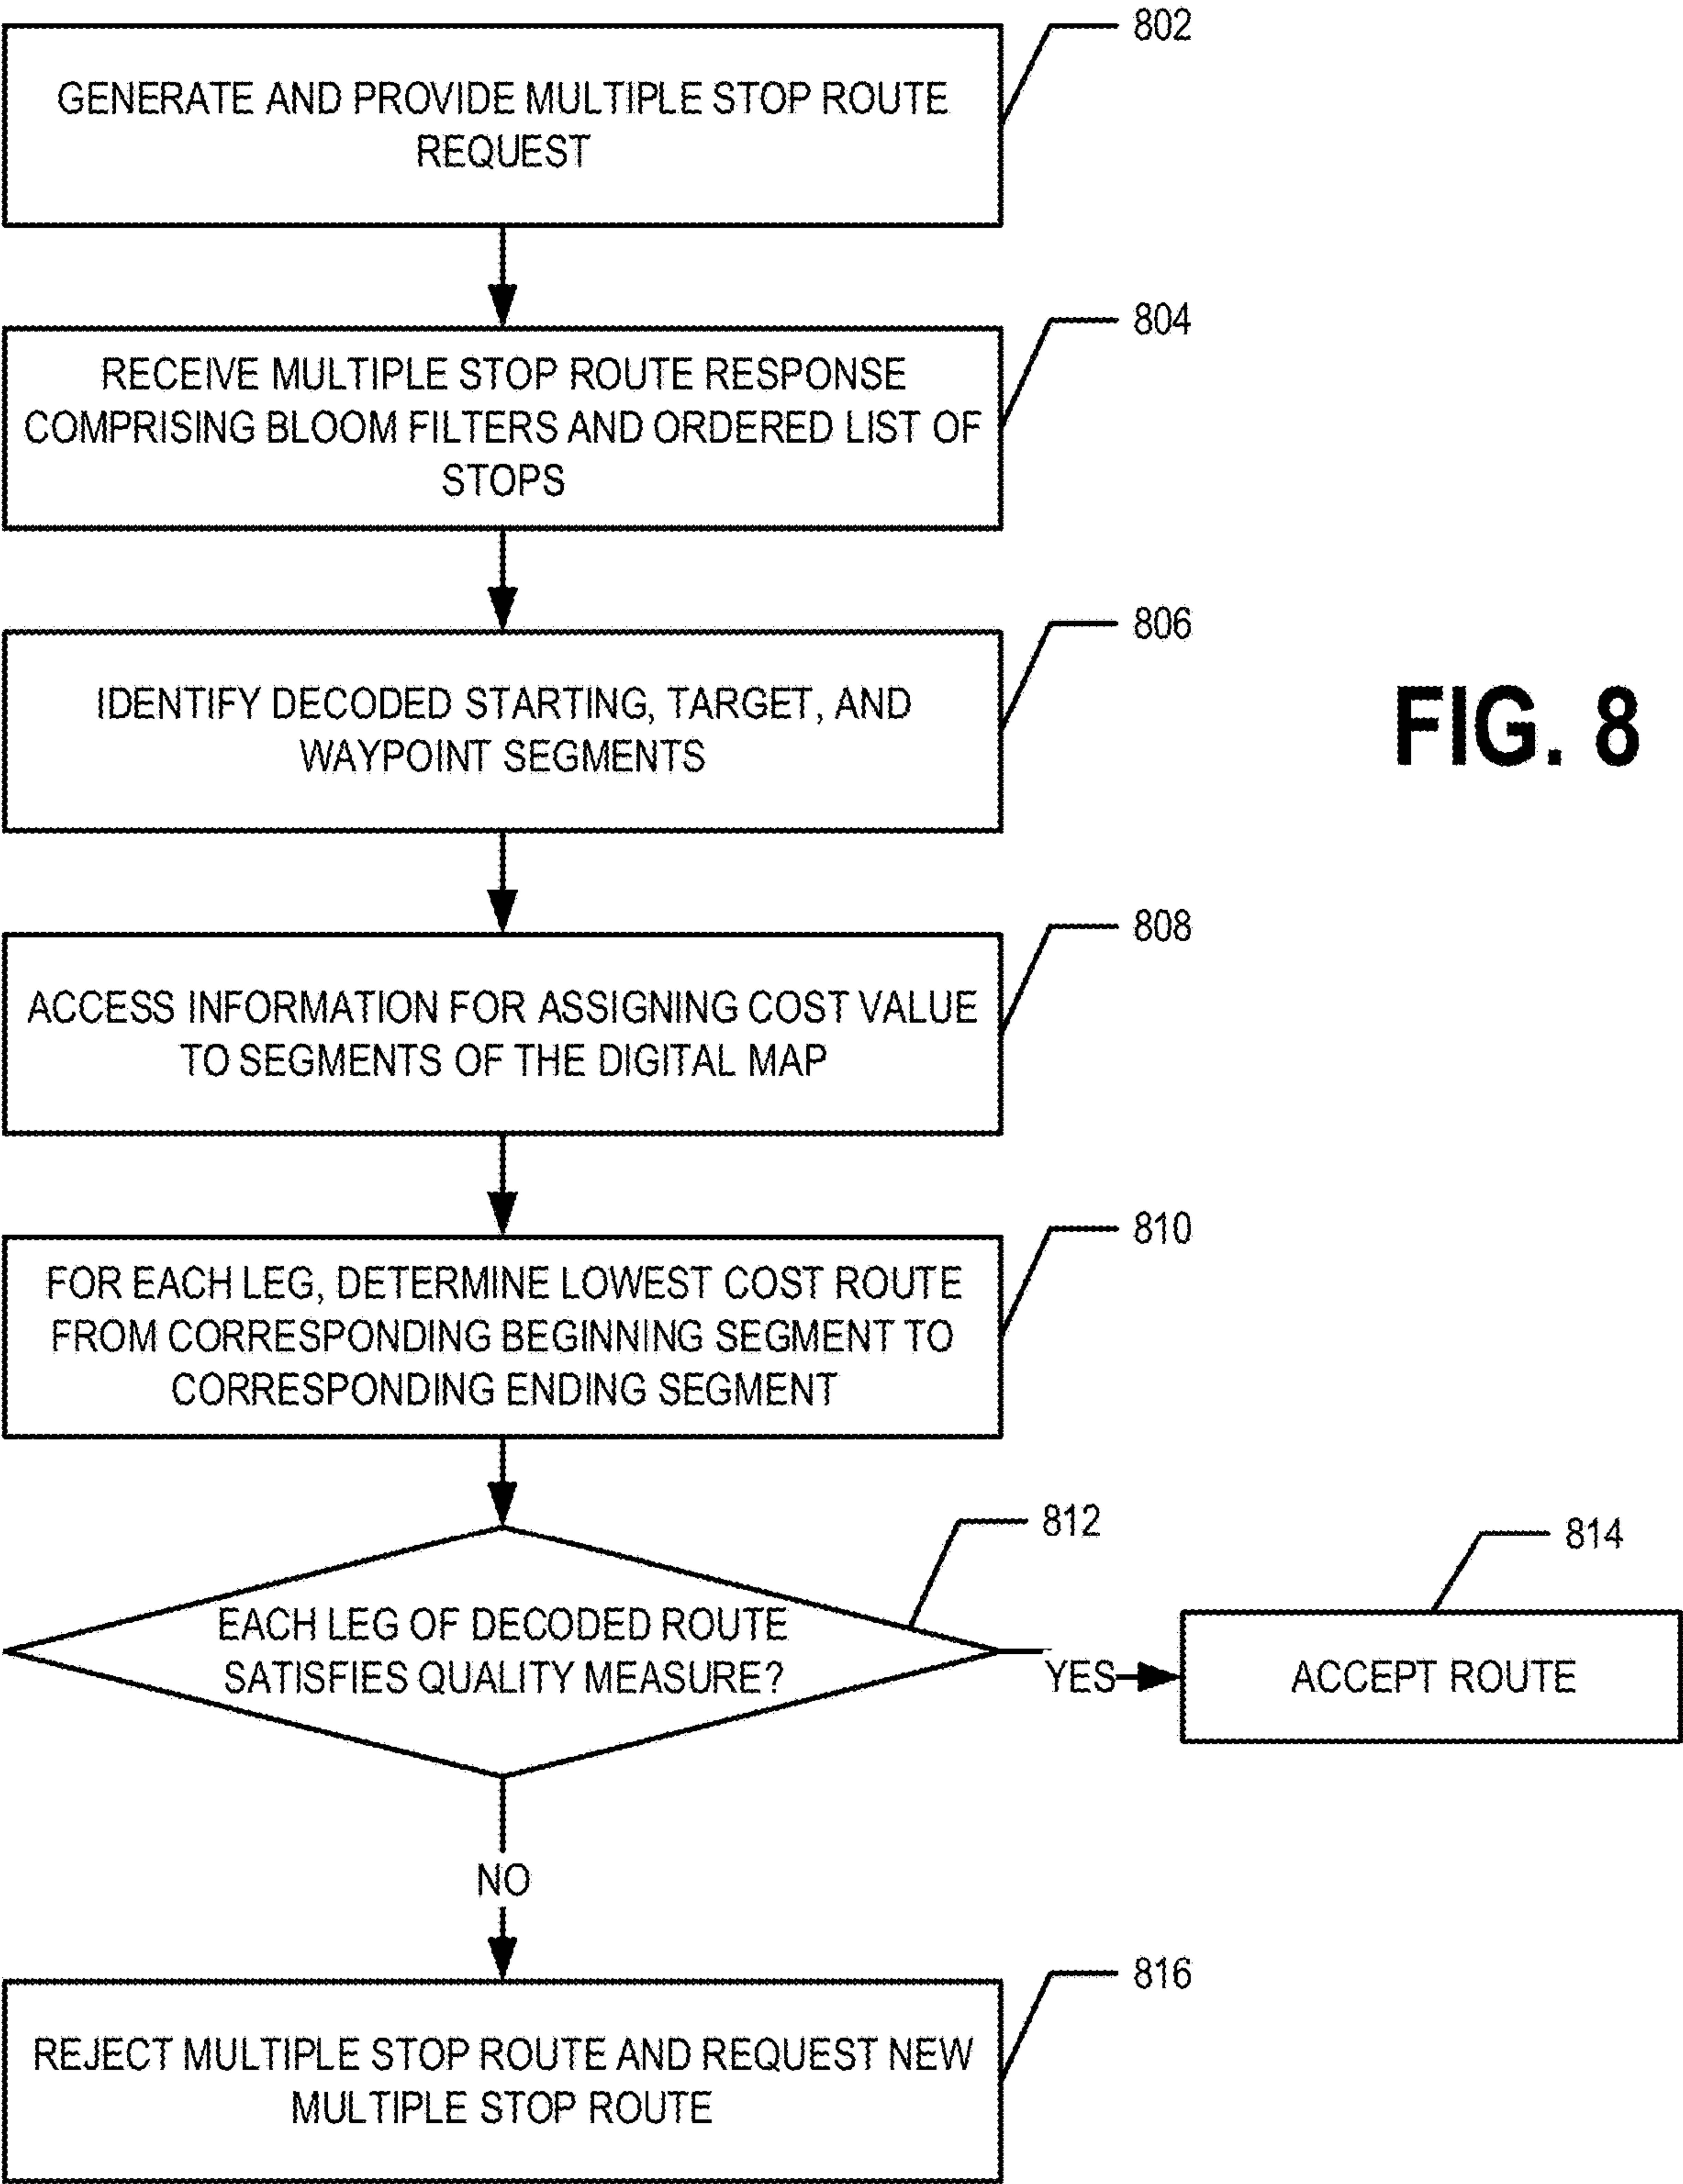 802
GENERATE AND PROVIDE MULTIPLE STOP ROUTE
REQUEST
804
RECEIVE MULTIPLE STOP ROUTE RESPONSE
COMPRISING BLOOM FILTERS AND ORDERED LIST OF
STOPS
806
IDENTIFY DECODED STARTING, TARGET, AND
WAYPOINT SEGMENTS
FIG. 8
808
ACCESS INFORMATION FOR ASSIGNING COST VALUE
TO SEGMENTS OF THE DIGITAL MAP
810
FOR EACH LEG, DETERMINE LOWEST COST ROUTE
FROM CORRESPONDING BEGINNING SEGMENT TO
CORRESPONDING ENDING SEGMENT
812
EACH LEG OF DECODED ROUTE
SATISFIES QUALITY MEASURE?
YES
814
ACCEPT ROUTE
NO
816
REJECT MULTIPLE STOP ROUTE AND REQUEST NEW
MULTIPLE STOP ROUTE